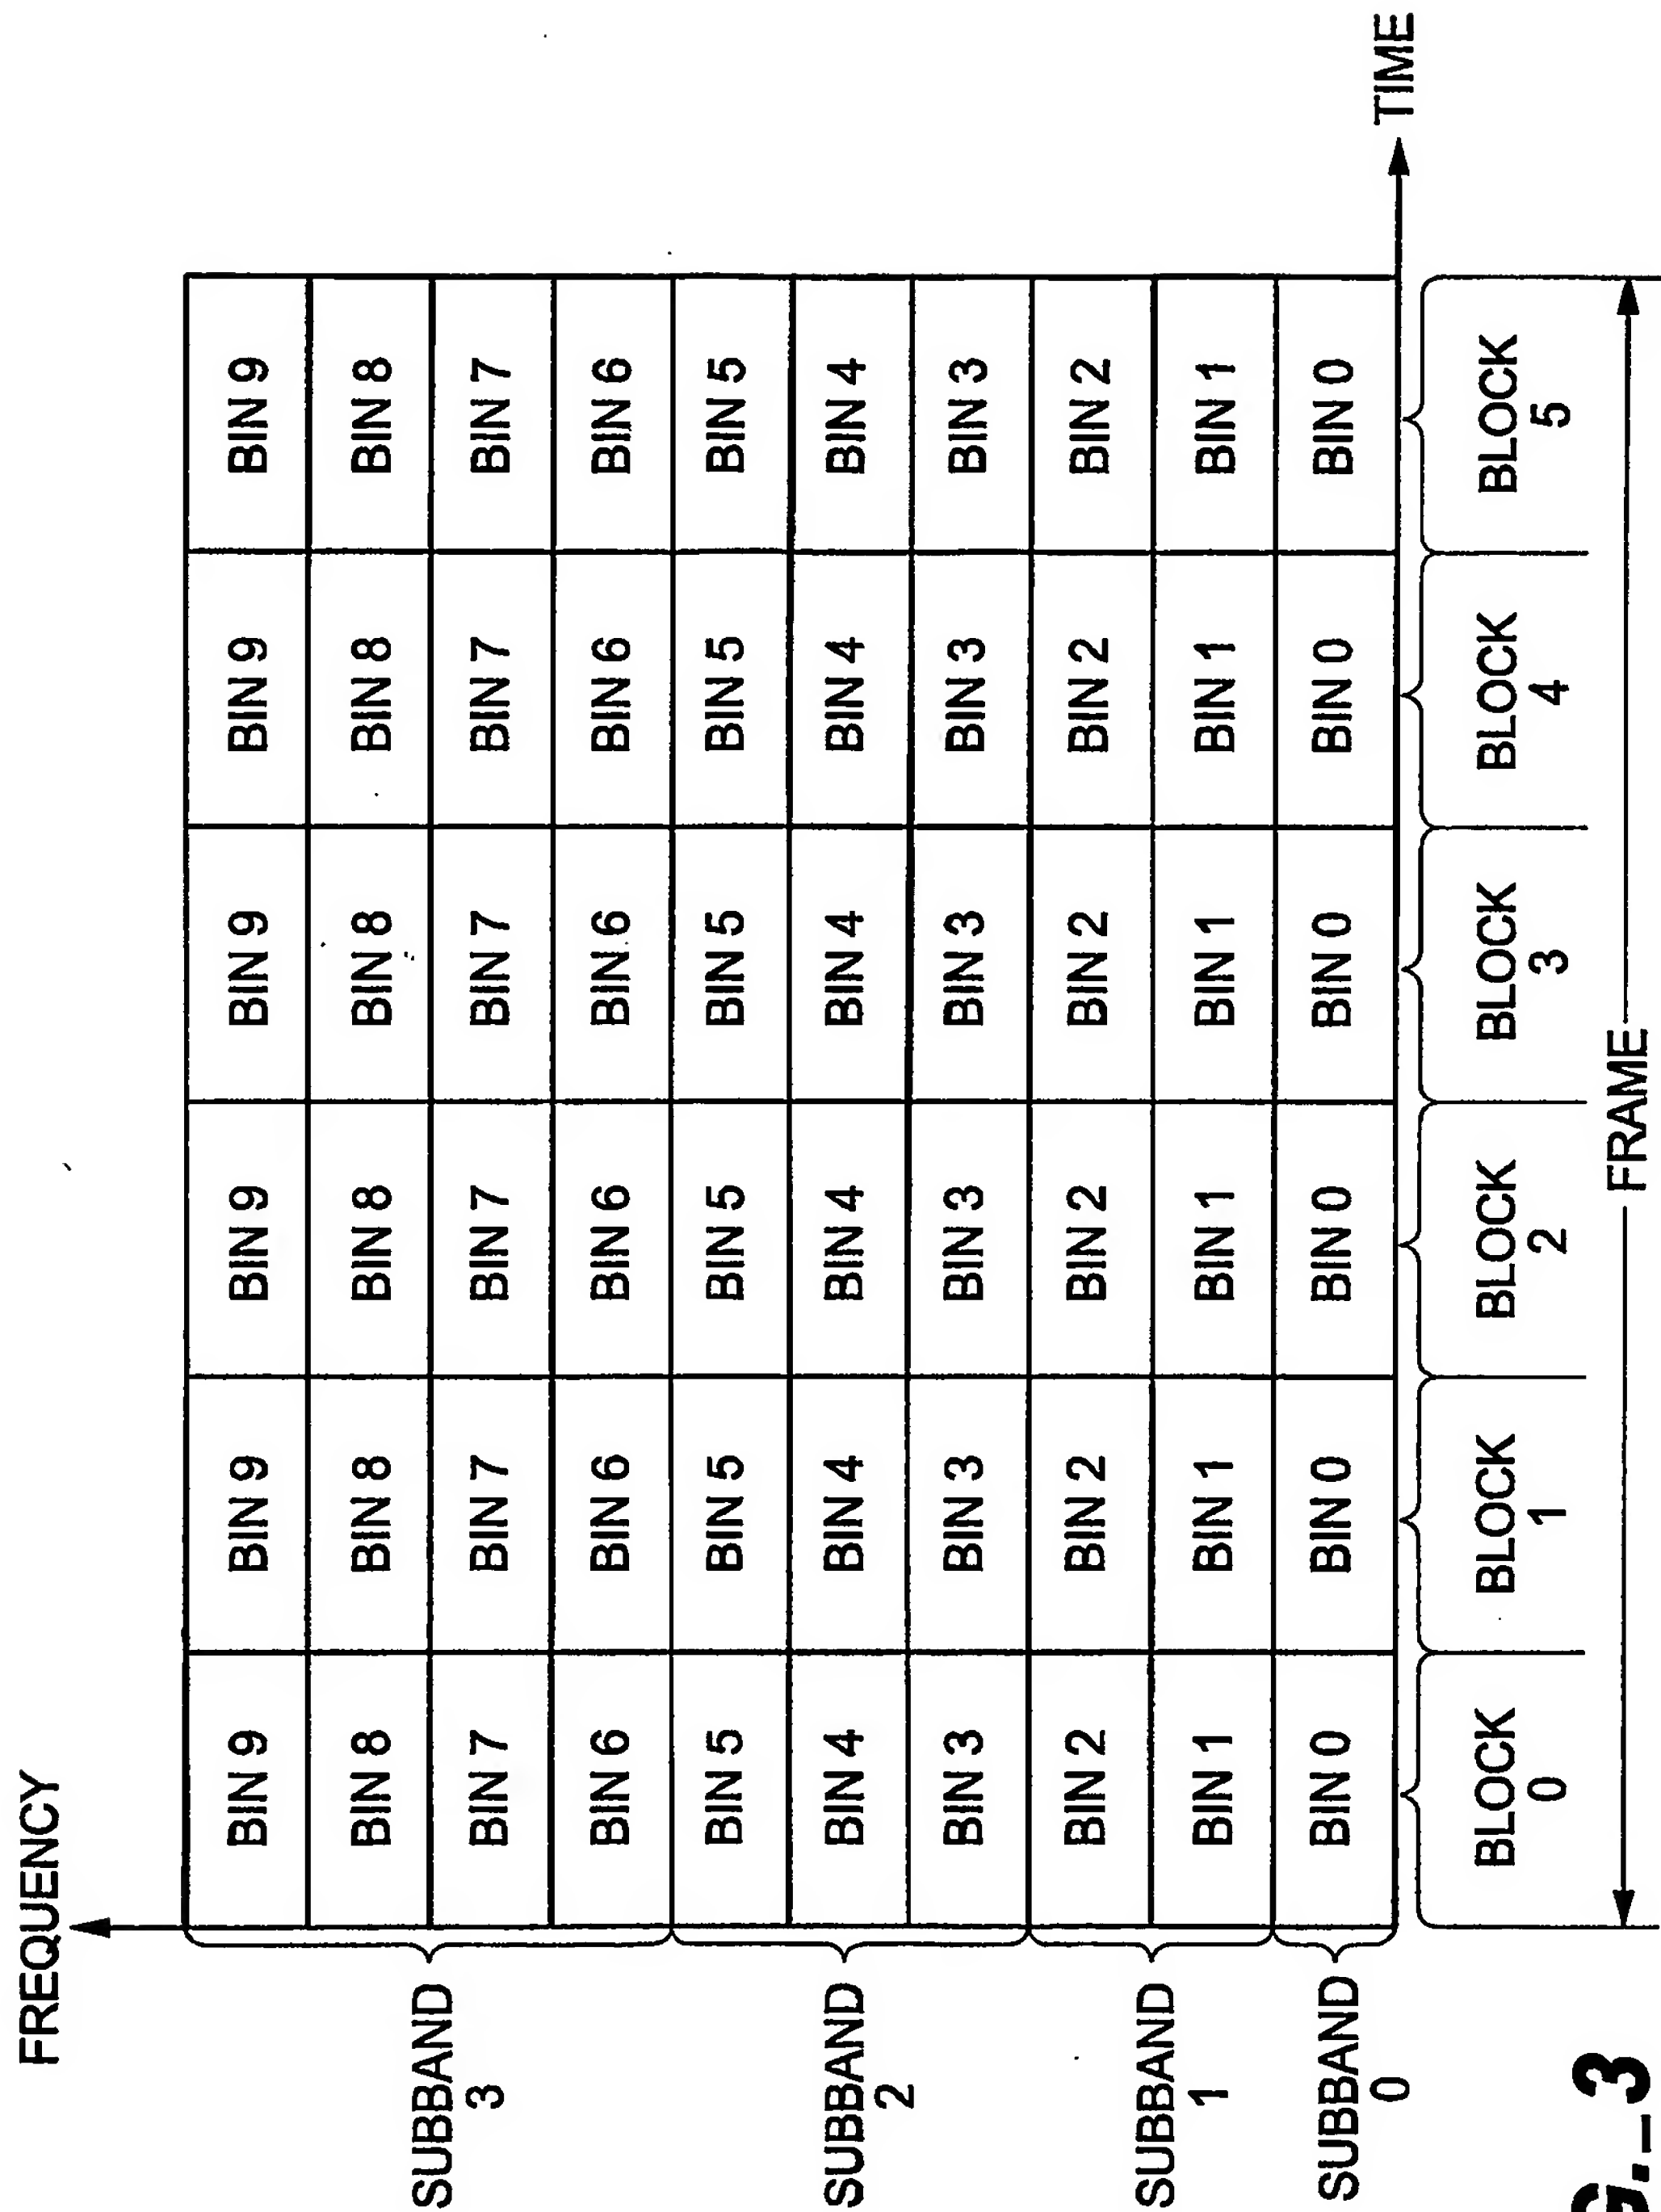 FREQUENCY
SUBBAND 3
BIN 9 BIN 9 BIN 9 BIN 9 BIN 9 BIN 9
BIN 8 BIN 8 BIN 8 BIN 8 BIN 8 BIN 8
BIN 7 BIN 7 BIN 7 BIN 7 BIN 7 BIN 7
BIN 6 BIN 6 BIN 6 BIN 6 BIN 6 BIN 6
SUBBAND 2
BIN 5 BIN 5 BIN 5 BIN 5 BIN 5 BIN 5
BIN 4 BIN 4 BIN 4 BIN 4 BIN 4 BIN 4
BIN 3 BIN 3 BIN 3 BIN 3 BIN 3 BIN 3
SUBBAND 1
BIN 2 BIN 2 BIN 2 BIN 2 BIN 2 BIN 2
BIN 1 BIN 1 BIN 1 BIN 1 BIN 1 BIN 1
SUBBAND 0
BIN 0 BIN 0 BIN 0 BIN 0 BIN 0 BIN 0
TIME
BLOCK 0 BLOCK 1 BLOCK 2 BLOCK 3 BLOCK 4 BLOCK 5
FRAME
G._3